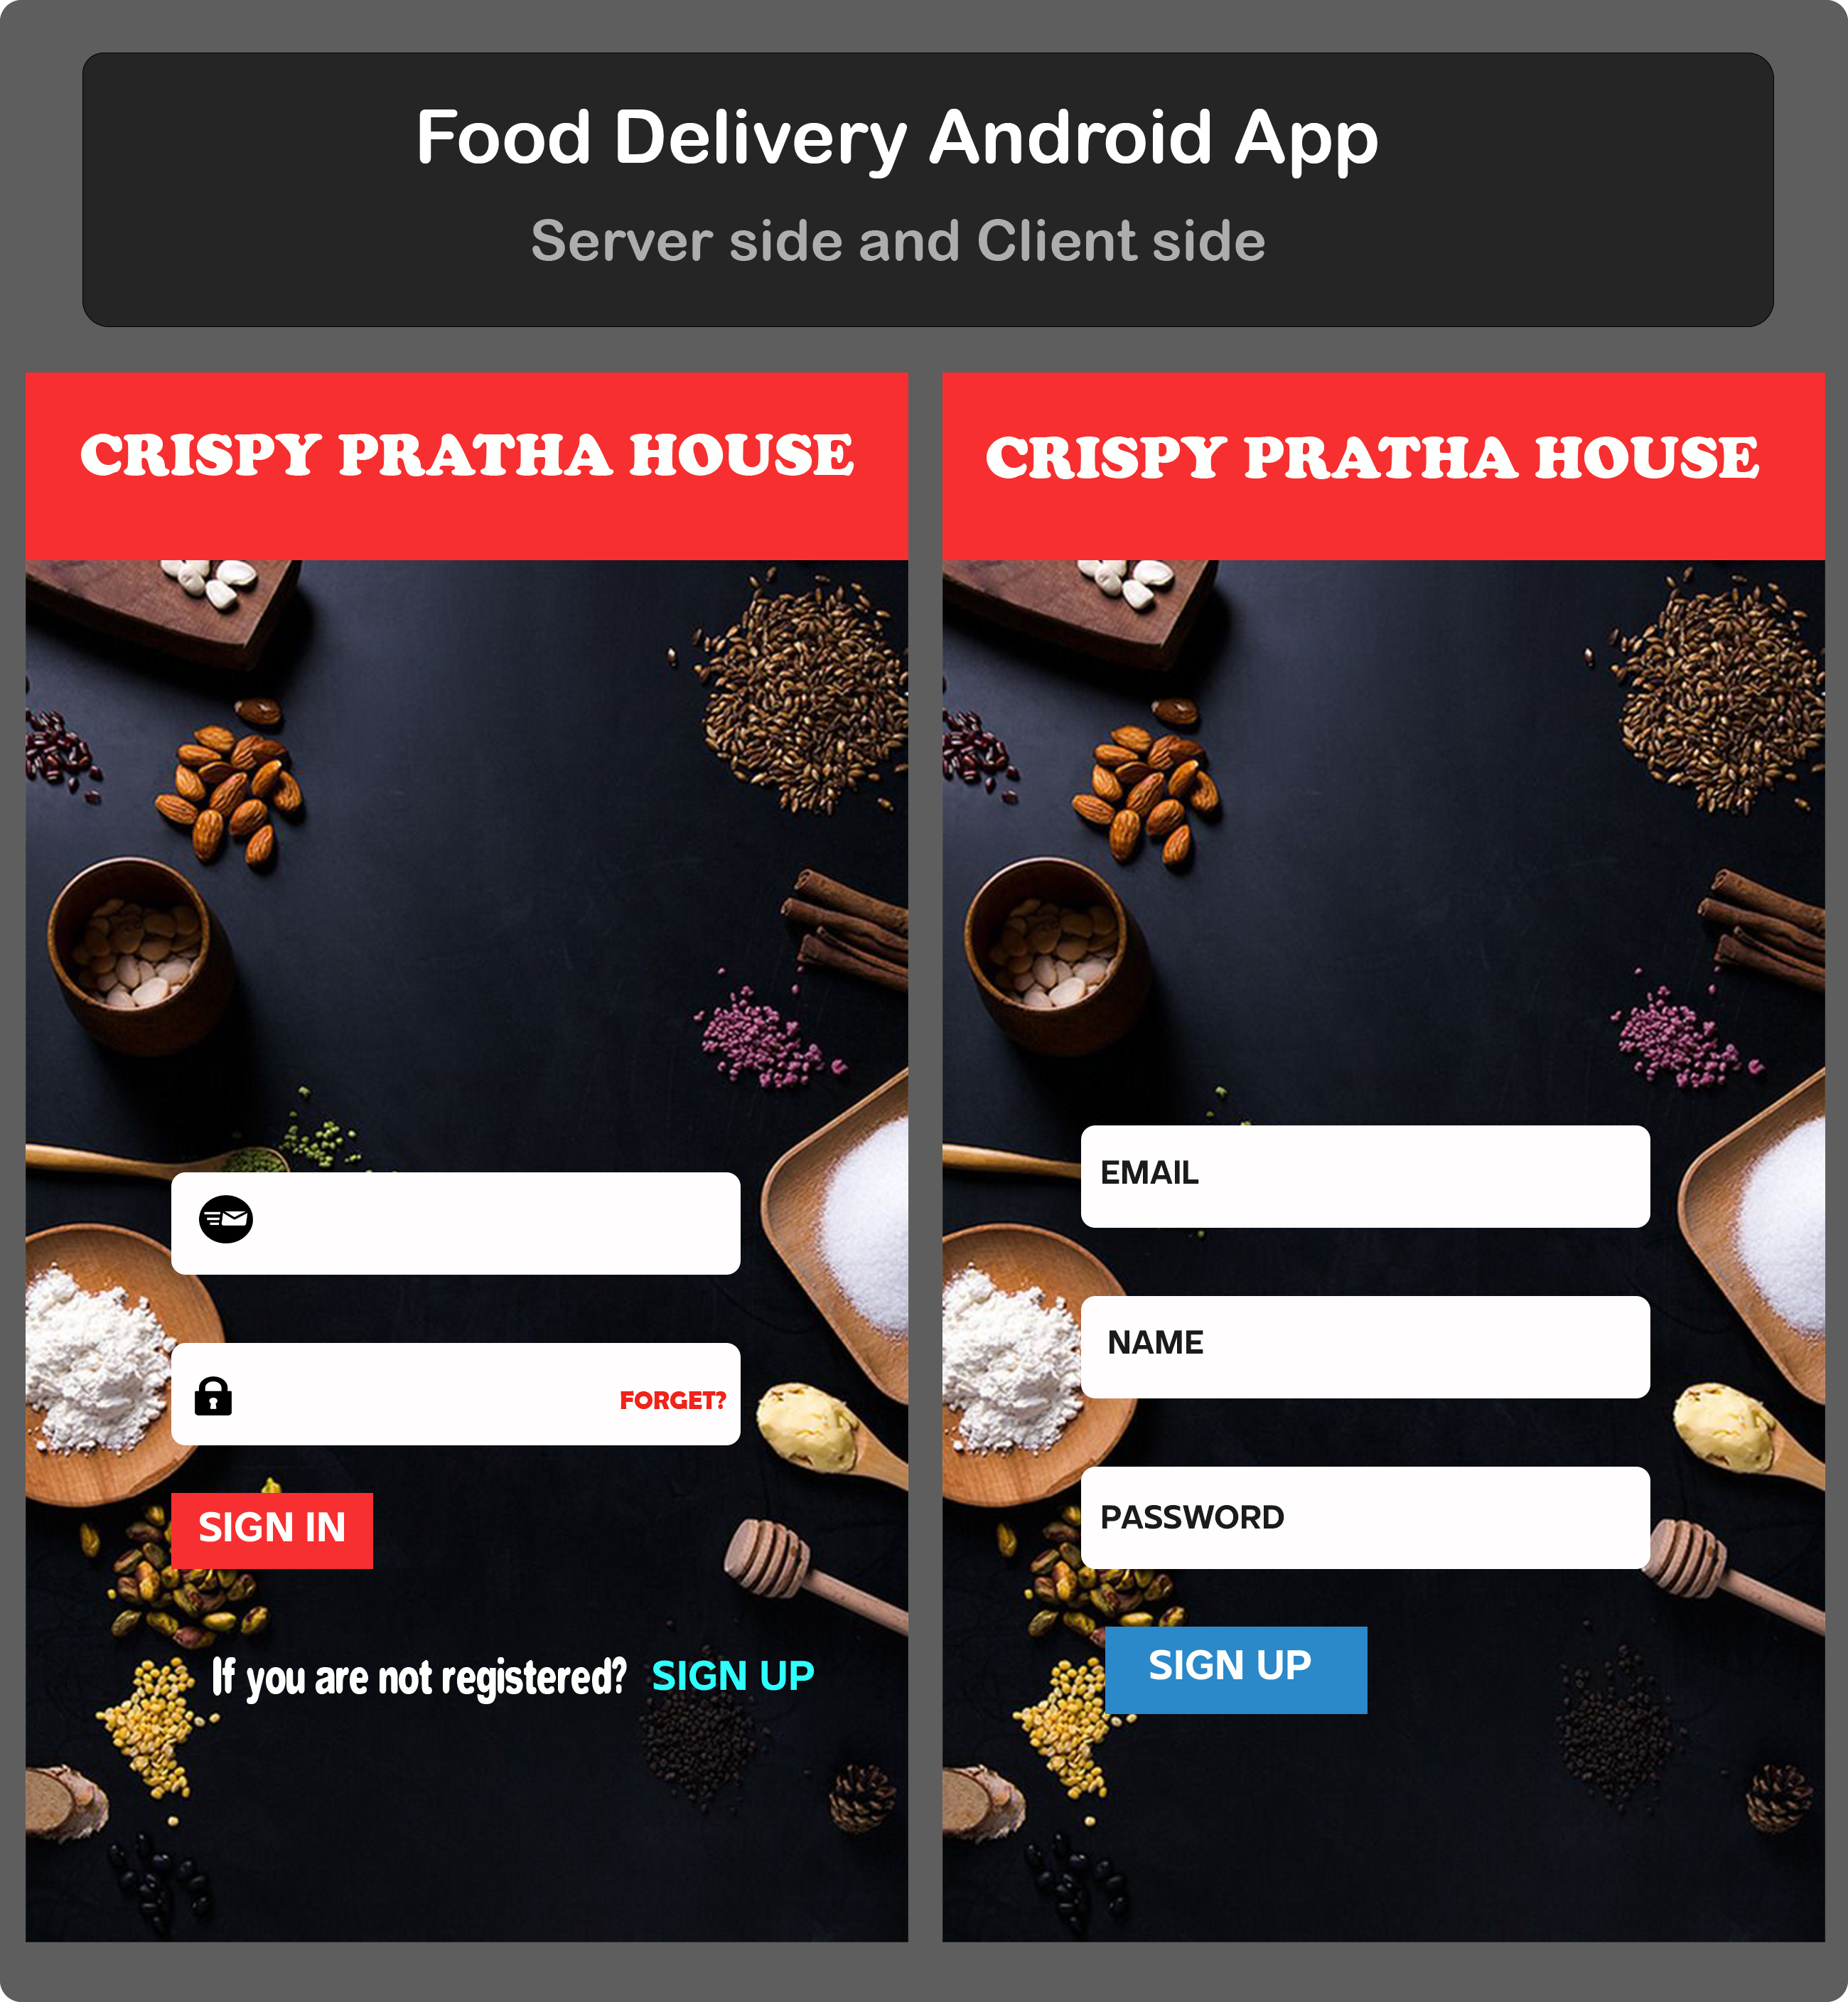 Food Delivery Android App
Server side and Client side
CRISPY PRATHA HOUSE
FORGET?
SIGN IN
If you are not registered? SIGN UP
CRISPY PRATHA HOUSE
EMAIL
NAME
PASSWORD
SIGN UP